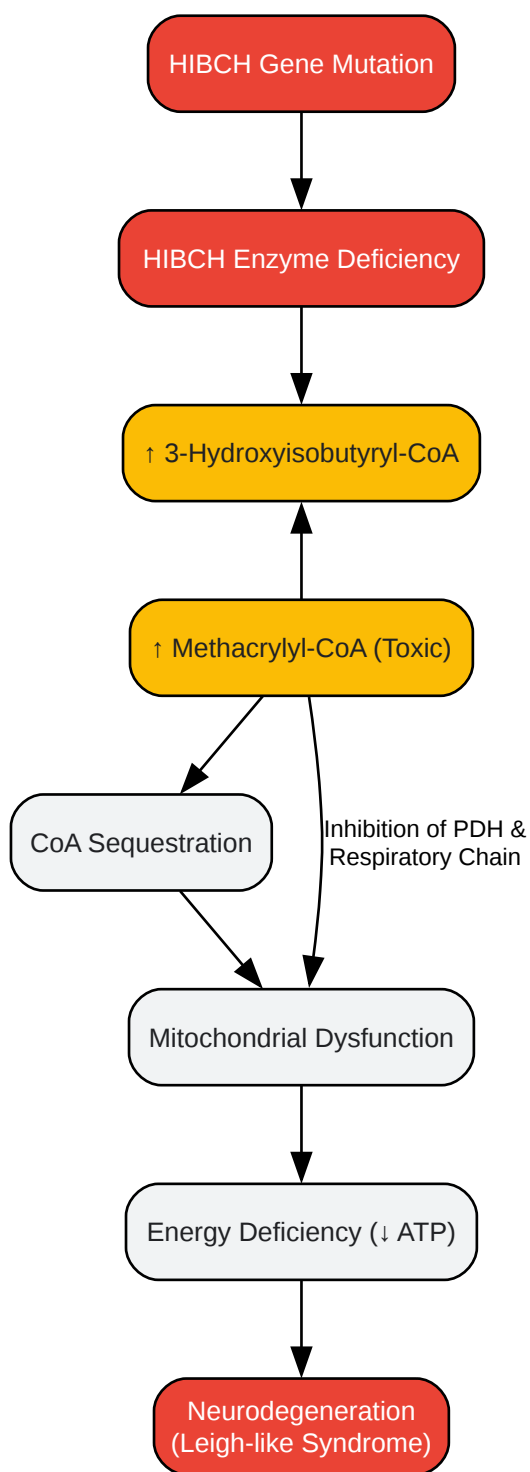 HIBCH Gene Mutation
HIBCH Enzyme Deficiency
↑ 3-Hydroxyisobutyryl-CoA
↑ Methacrylyl-CoA (Toxic)
CoA Sequestration
Inhibition of PDH &
Respiratory Chain
Mitochondrial Dysfunction
Energy Deficiency (↓ ATP)
Neurodegeneration
(Leigh-like Syndrome)